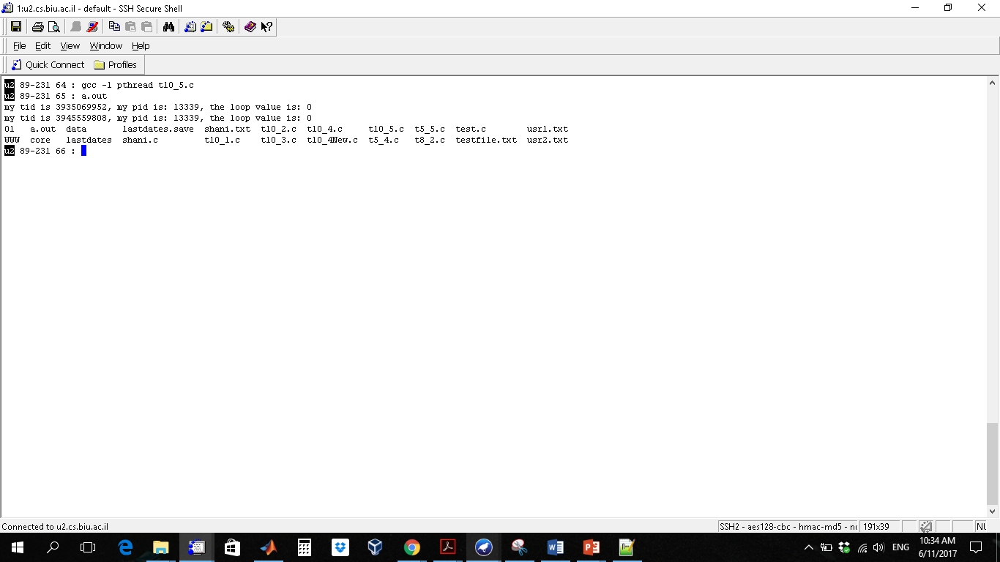 1:u2.cs.biu.ac.il - default - SSH Secure Shell
File Edit View Window Help
Quick Connect Profiles
u2 89-231 64 : gcc -l pthread t10_5.c
u2 89-231 65 : a.out
my tid is 3935069952, my pid is: 13339, the loop value is: 0
my tid is 3945559808, my pid is: 13339, the loop value is: 0
01 a.out data lastdates.save shani.txt t10_2.c t10_4.c t10_5.c t5_5.c test.c usr1.txt
WWW core lastdates shani.c t10_1.c t10_3.c t10_4New.c t5_4.c t8_2.c testfile.txt usr2.txt
u2 89-231 66 :
Connected to u2.cs.biu.ac.il SSH2 - aes128-cbc - hmac-md5 - 191x39
ENG
10:34 AM
6/11/2017